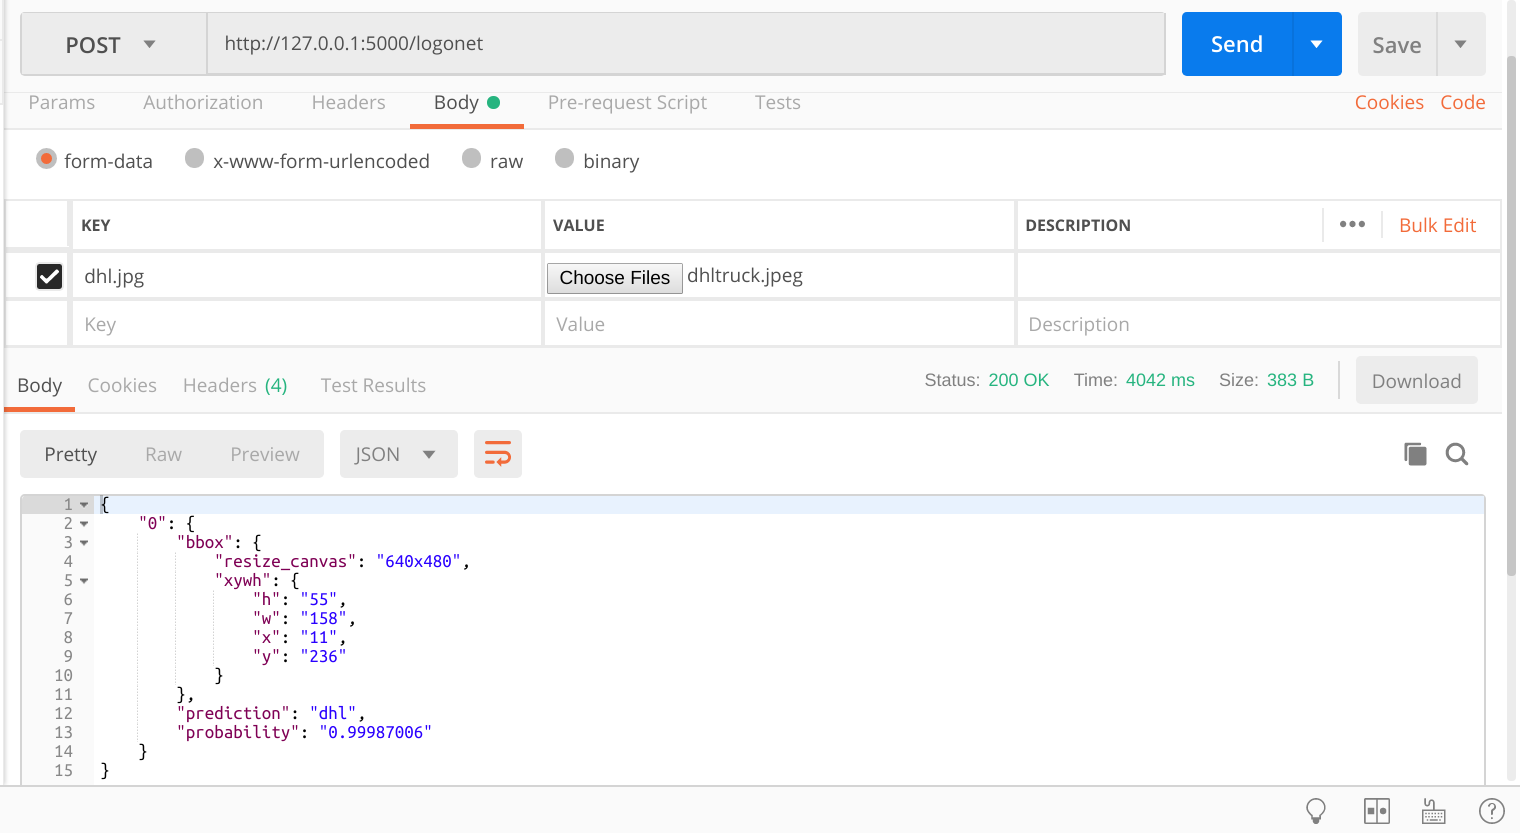 POST http://127.0.0.1:5000/logonet Send Save
Params Authorization Headers Body Pre-request Script Tests Cookies Code
form-data x-www-form-urlencoded raw binary
KEY VALUE DESCRIPTION ••• Bulk Edit
dhl.jpg Choose Files dhltruck.jpeg
Key Value Description
Body Cookies Headers (4) Test Results Status: 200 OK Time: 4042 ms Size: 383 B Download
Pretty Raw Preview JSON
1 {
2 "0": {
3 "bbox": {
4 "resize_canvas": "640x480",
5 "xywh": {
6 "h": "55",
7 "w": "158",
8 "x": "11",
9 "y": "236"
10 }
11 },
12 "prediction": "dhl",
13 "probability": "0.99987006"
14 }
15 }